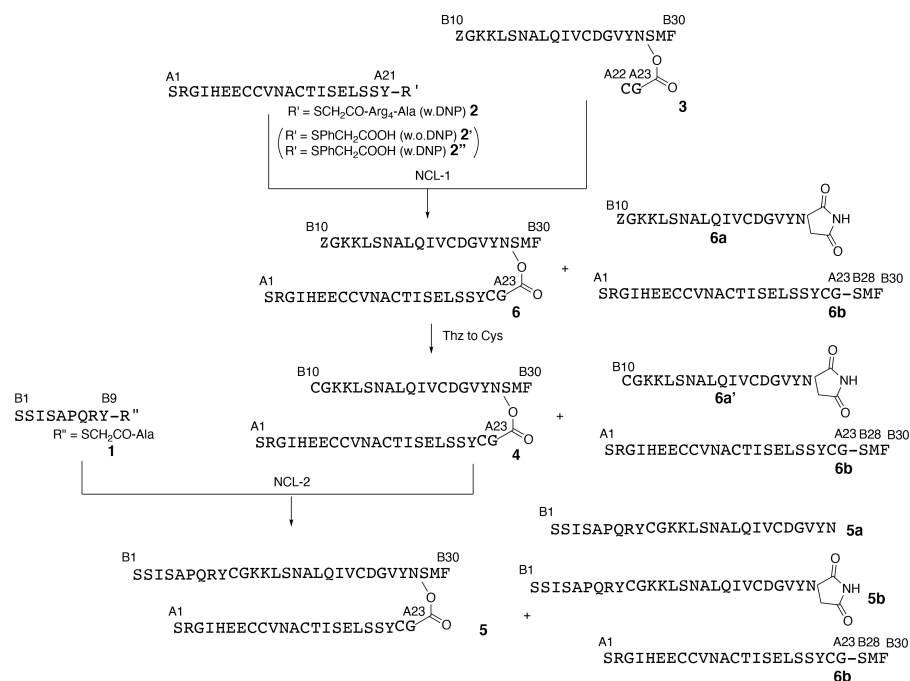 B10 B30
ZGKKLSNALQIVCDGVYNSMF
O
A22 A23
CG O
3
A1 A21
SRGIHEECCVNACTISELSSY–R'
R' = SCH2CO-Arg4-Ala (w.DNP) 2
(R' = SPhCH2COOH (w.o.DNP) 2'
R' = SPhCH2COOH (w.DNP) 2'')
NCL-1
B10 B30
ZGKKLSNALQIVCDGVYNSMF
O
A1 A23
SRGIHEECCVNACTISELSSYCG O
6
+
B10 O
ZGKKLSNALQIVCDGVYN NH
6a O
A1 A23 B28 B30
SRGIHEECCVNACTISELSSYCG–SMF
6b
Thz to Cys
B10 B30
CGKKLSNALQIVCDGVYNSMF
O
A1 A23
SRGIHEECCVNACTISELSSYCG O
4
+
B10 O
CGKKLSNALQIVCDGVYN NH
6a' O
A1 A23 B28 B30
SRGIHEECCVNACTISELSSYCG–SMF
6b
B1 B9
SSISAPQRY–R"
R" = SCH2CO-Ala
1
NCL-2
B1 B30
SSISAPQRYCGKKLSNALQIVCDGVYNSMF
O
A1 A23
SRGIHEECCVNACTISELSSYCG O
5
+
B1
SSISAPQRYCGKKLSNALQIVCDGVYN 5a
B1 O
SSISAPQRYCGKKLSNALQIVCDGVYN NH 5b
O
A1 A23 B28 B30
SRGIHEECCVNACTISELSSYCG–SMF
6b